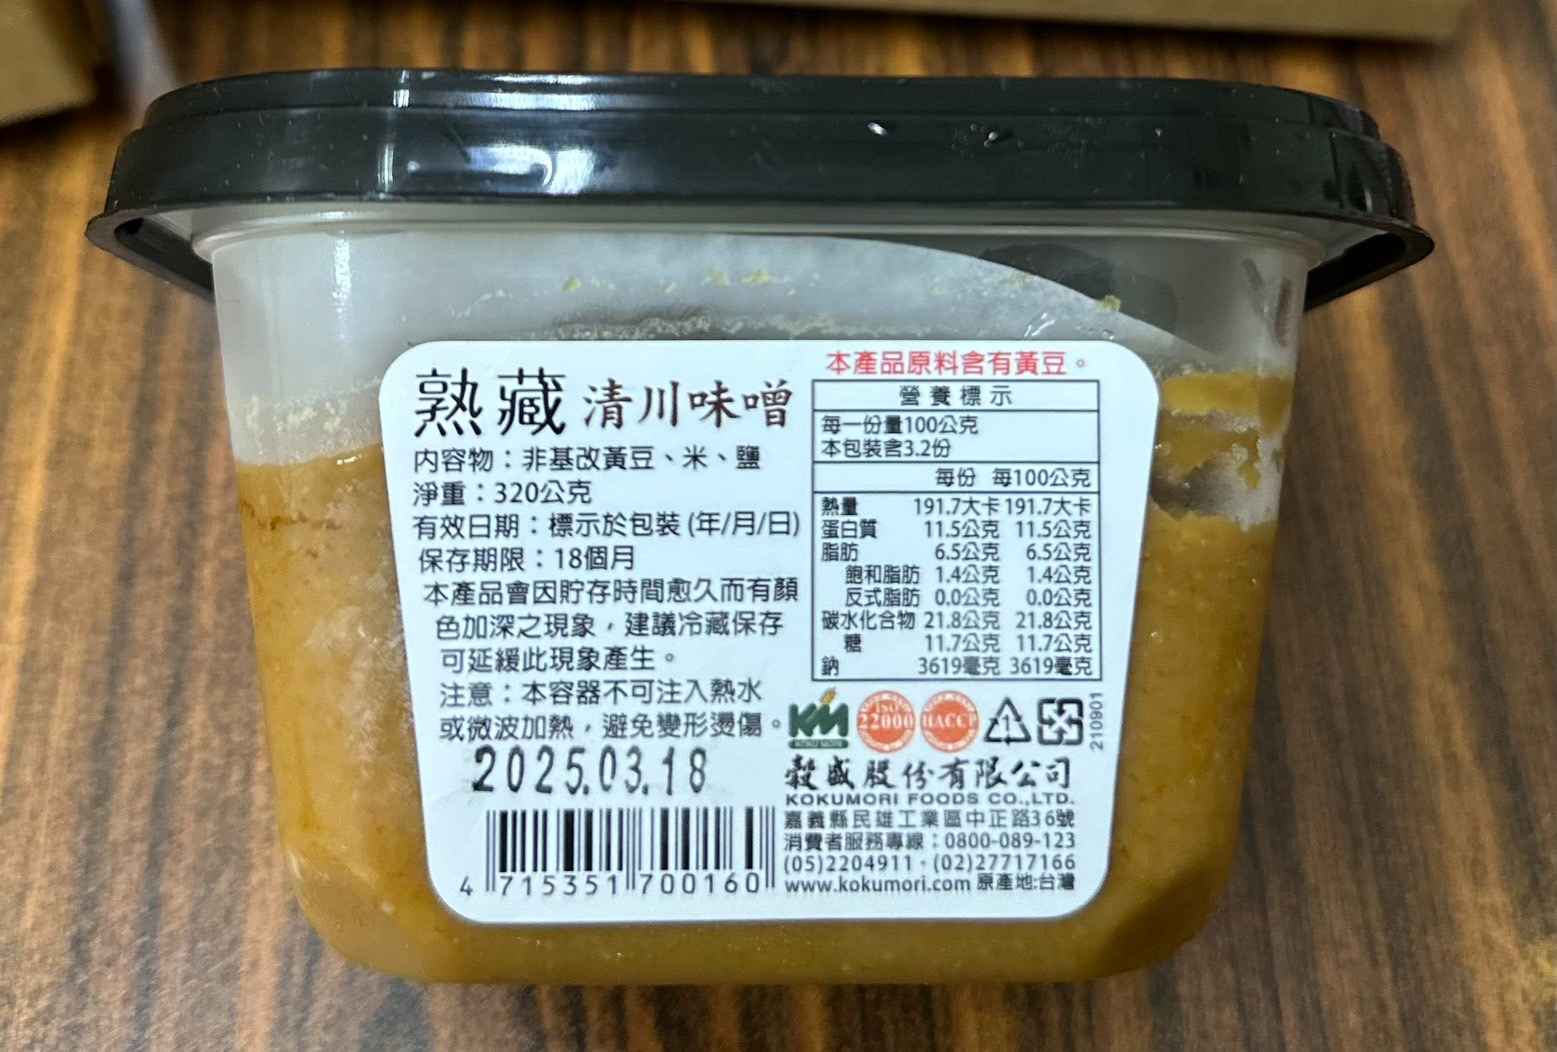 熟藏 清川味噌
內容物：非基改黃豆、米、鹽
淨重：320公克
有效日期：標示於包裝 (年/月/日)
保存期限：18個月
本產品會因貯存時間愈久而有顏
色加深之現象，建議冷藏保存
可延緩此現象產生。
注意：本容器不可注入熱水
或微波加熱，避免變形燙傷。
2025.03.18
4 715351 700160
本產品原料含有黃豆。
營養標示
每一份量100公克
本包裝含3.2份
每份 每100公克
熱量 191.7大卡 191.7大卡
蛋白質 11.5公克 11.5公克
脂肪 6.5公克 6.5公克
飽和脂肪 1.4公克 1.4公克
反式脂肪 0.0公克 0.0公克
碳水化合物 21.8公克 21.8公克
糖 11.7公克 11.7公克
鈉 3619毫克 3619毫克
KM
KOKUMORI
ISO
22000
HACCP
1
210901
穀盛股份有限公司
KOKUMORI FOODS CO.,LTD.
嘉義縣民雄工業區中正路36號
消費者服務專線：0800-089-123
(05)2204911・(02)27717166
www.kokumori.com 原產地:台灣